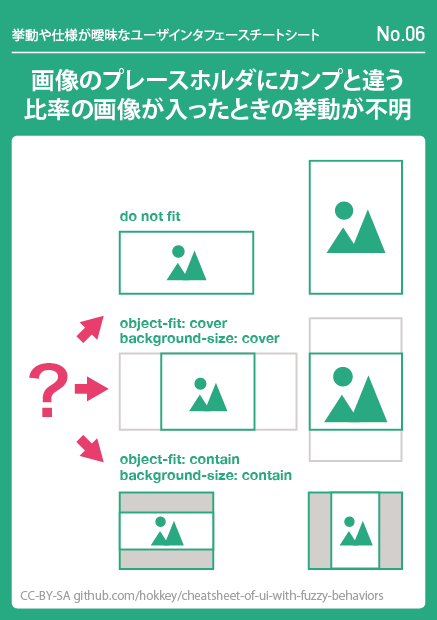 挙動や仕様が曖昧なユーザインタフェースチートシート
No.06
画像のプレースホルダにカンプと違う
比率の画像が入ったときの挙動が不明
do not fit
object-fit: cover
background-size: cover
?
object-fit: contain
background-size: contain
CC-BY-SA github.com/hokkey/cheatsheet-of-ui-with-fuzzy-behaviors